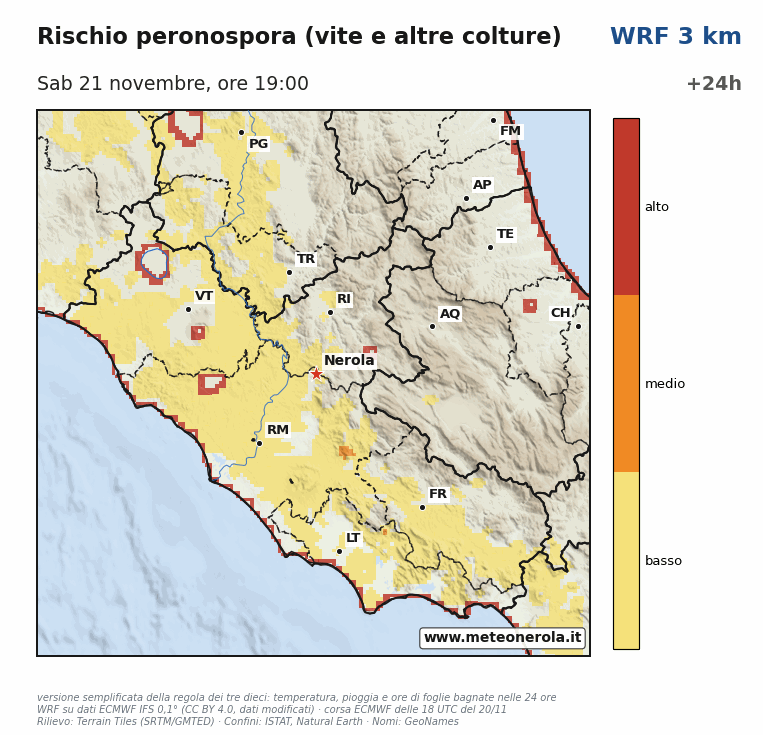 Rischio peronospora (vite e altre colture)
WRF 3 km
Sab 21 novembre, ore 19:00
+24h
FM
PG
AP
TE
TR
VT
RI
AQ
CH
Nerola
RM
FR
LT
www.meteonerola.it
alto
medio
basso
versione semplificata della regola dei tre dieci: temperatura, pioggia e ore di foglie bagnate nelle 24 ore
WRF su dati ECMWF IFS 0,1° (CC BY 4.0, dati modificati) · corsa ECMWF delle 18 UTC del 20/11
Rilievo: Terrain Tiles (SRTM/GMTED) · Confini: ISTAT, Natural Earth · Nomi: GeoNames